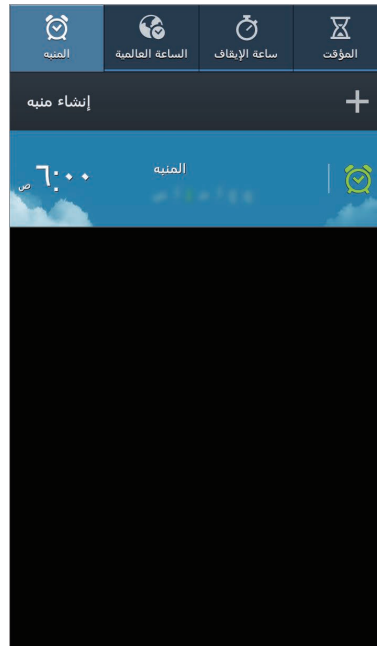 المنبه
الساعة العالمية
ساعة الإيقاف
المؤقت
إنشاء منبه
المنبه
٦:٠٠ ص